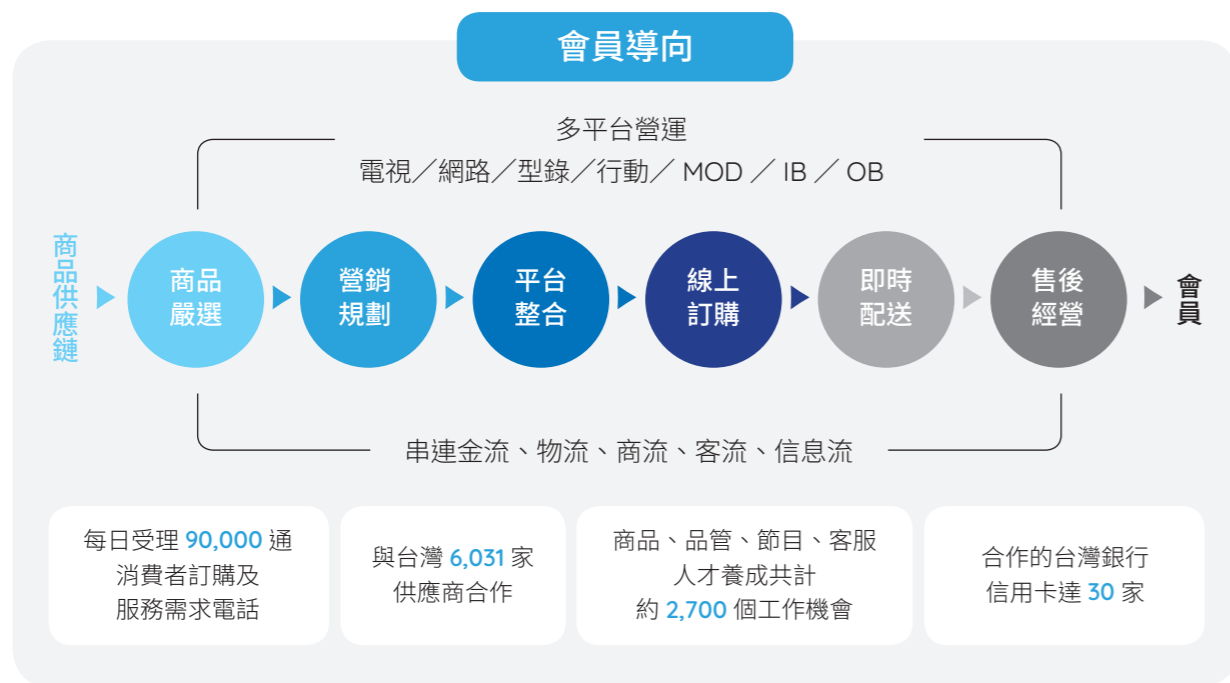 會員導向
多平台營運
電視／網路／型錄／行動／ MOD ／ IB ／ OB
商品供應鏈
商品
嚴選
營銷
規劃
平台
整合
線上
訂購
即時
配送
售後
經營
會員
串連金流、物流、商流、客流、信息流
每日受理 90,000 通
消費者訂購及
服務需求電話
與台灣 6,031 家
供應商合作
商品、品管、節目、客服
人才養成共計
約 2,700 個工作機會
合作的台灣銀行
信用卡達 30 家